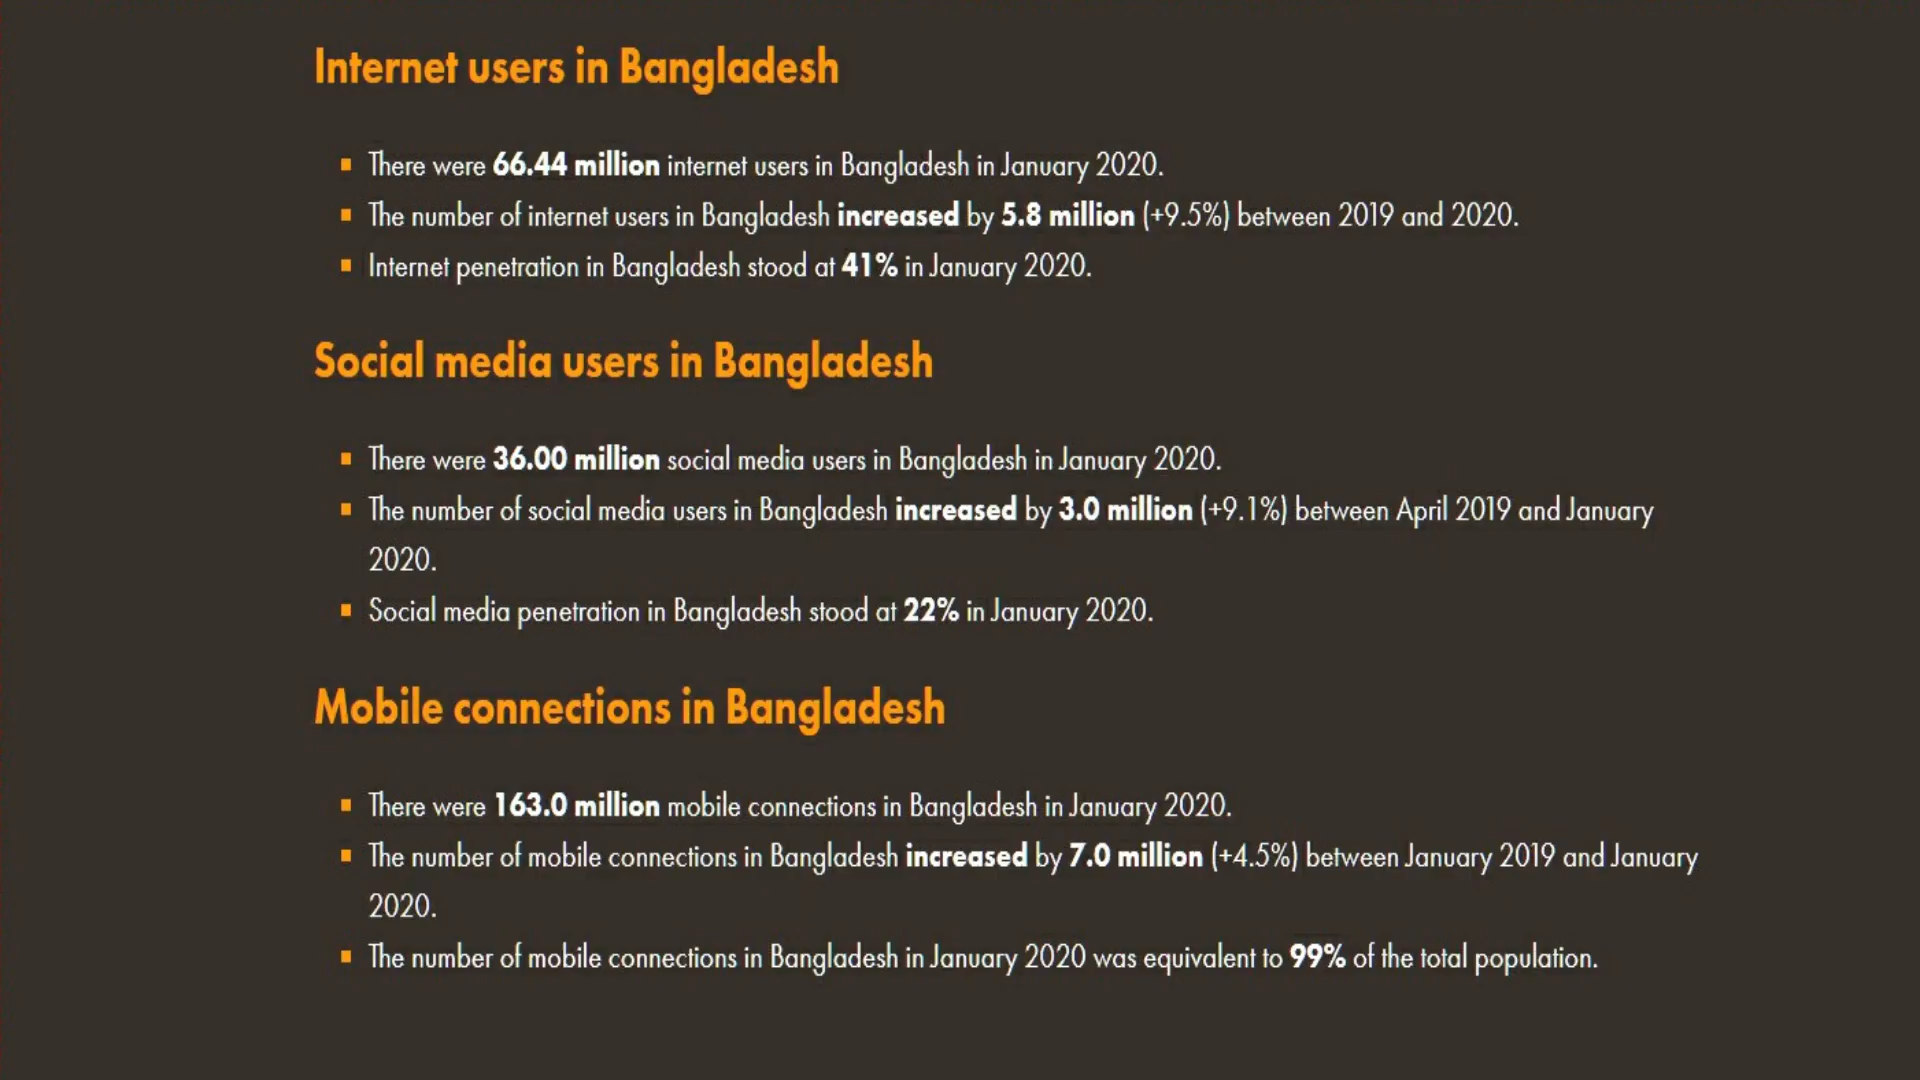 Internet users in Bangladesh
There were 66.44 million internet users in Bangladesh in January 2020.
The number of internet users in Bangladesh increased by 5.8 million (+9.5%) between 2019 and 2020.
Internet penetration in Bangladesh stood at 41% in January 2020.
Social media users in Bangladesh
There were 36.00 million social media users in Bangladesh in January 2020.
The number of social media users in Bangladesh increased by 3.0 million (+9.1%) between April 2019 and January
2020.
Social media penetration in Bangladesh stood at 22% in January 2020.
Mobile connections in Bangladesh
There were 163.0 million mobile connections in Bangladesh in January 2020.
The number of mobile connections in Bangladesh increased by 7.0 million (+4.5%) between January 2019 and January
2020.
The number of mobile connections in Bangladesh in January 2020 was equivalent to 99% of the total population.